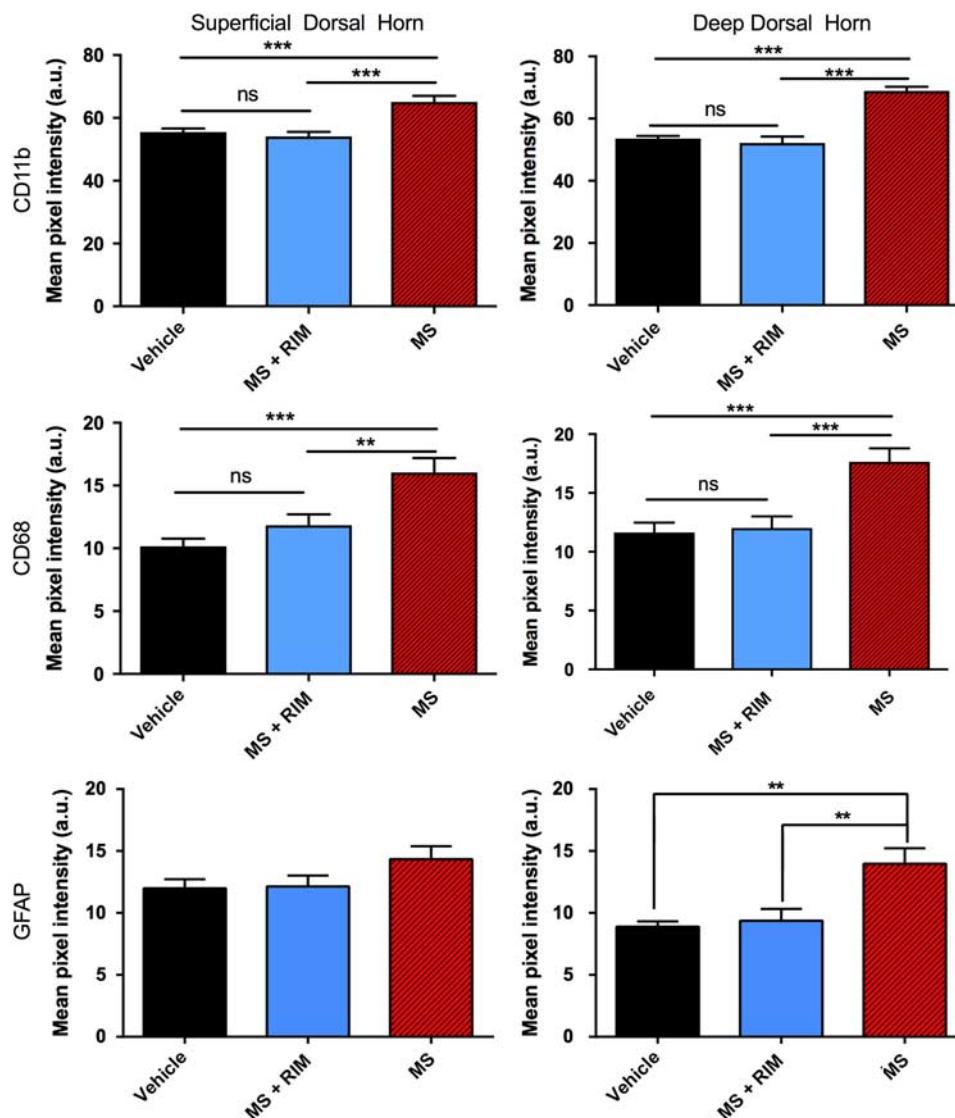 Superficial Dorsal Horn
Deep Dorsal Horn
CD11b
Mean pixel intensity (a.u.)
80
60
40
20
0
***
***
ns
Vehicle
MS + RIM
MS
Mean pixel intensity (a.u.)
80
60
40
20
0
***
***
ns
Vehicle
MS + RIM
MS
CD68
Mean pixel intensity (a.u.)
20
15
10
5
0
***
**
ns
Vehicle
MS + RIM
MS
Mean pixel intensity (a.u.)
20
15
10
5
0
***
***
ns
Vehicle
MS + RIM
MS
GFAP
Mean pixel intensity (a.u.)
20
15
10
5
0
Vehicle
MS + RIM
MS
Mean pixel intensity (a.u.)
20
15
10
5
0
**
**
Vehicle
MS + RIM
MS